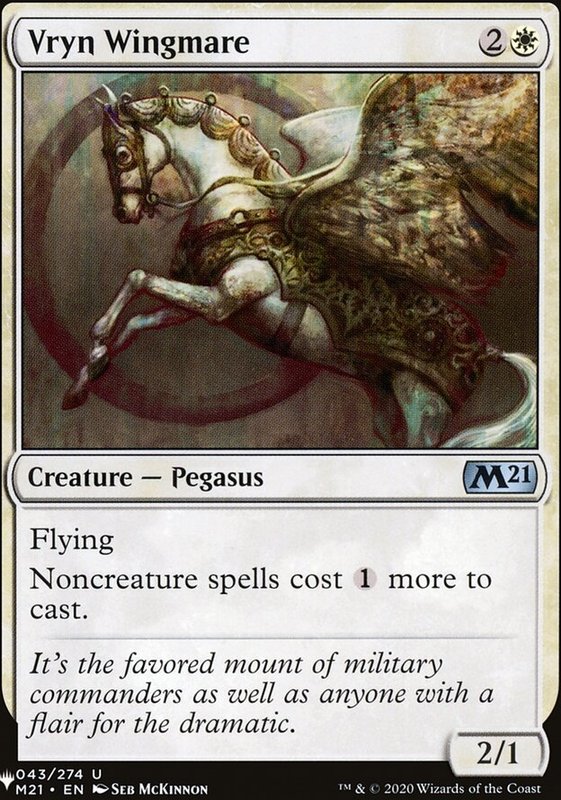 Vryn Wingmare 2
Creature — Pegasus M21
Flying
Noncreature spells cost 1 more to
cast.
It's the favored mount of military
commanders as well as anyone with a
flair for the dramatic.
2/1
043/274 U
M21 • EN Seb McKinnon ™ & © 2020 Wizards of the Coast